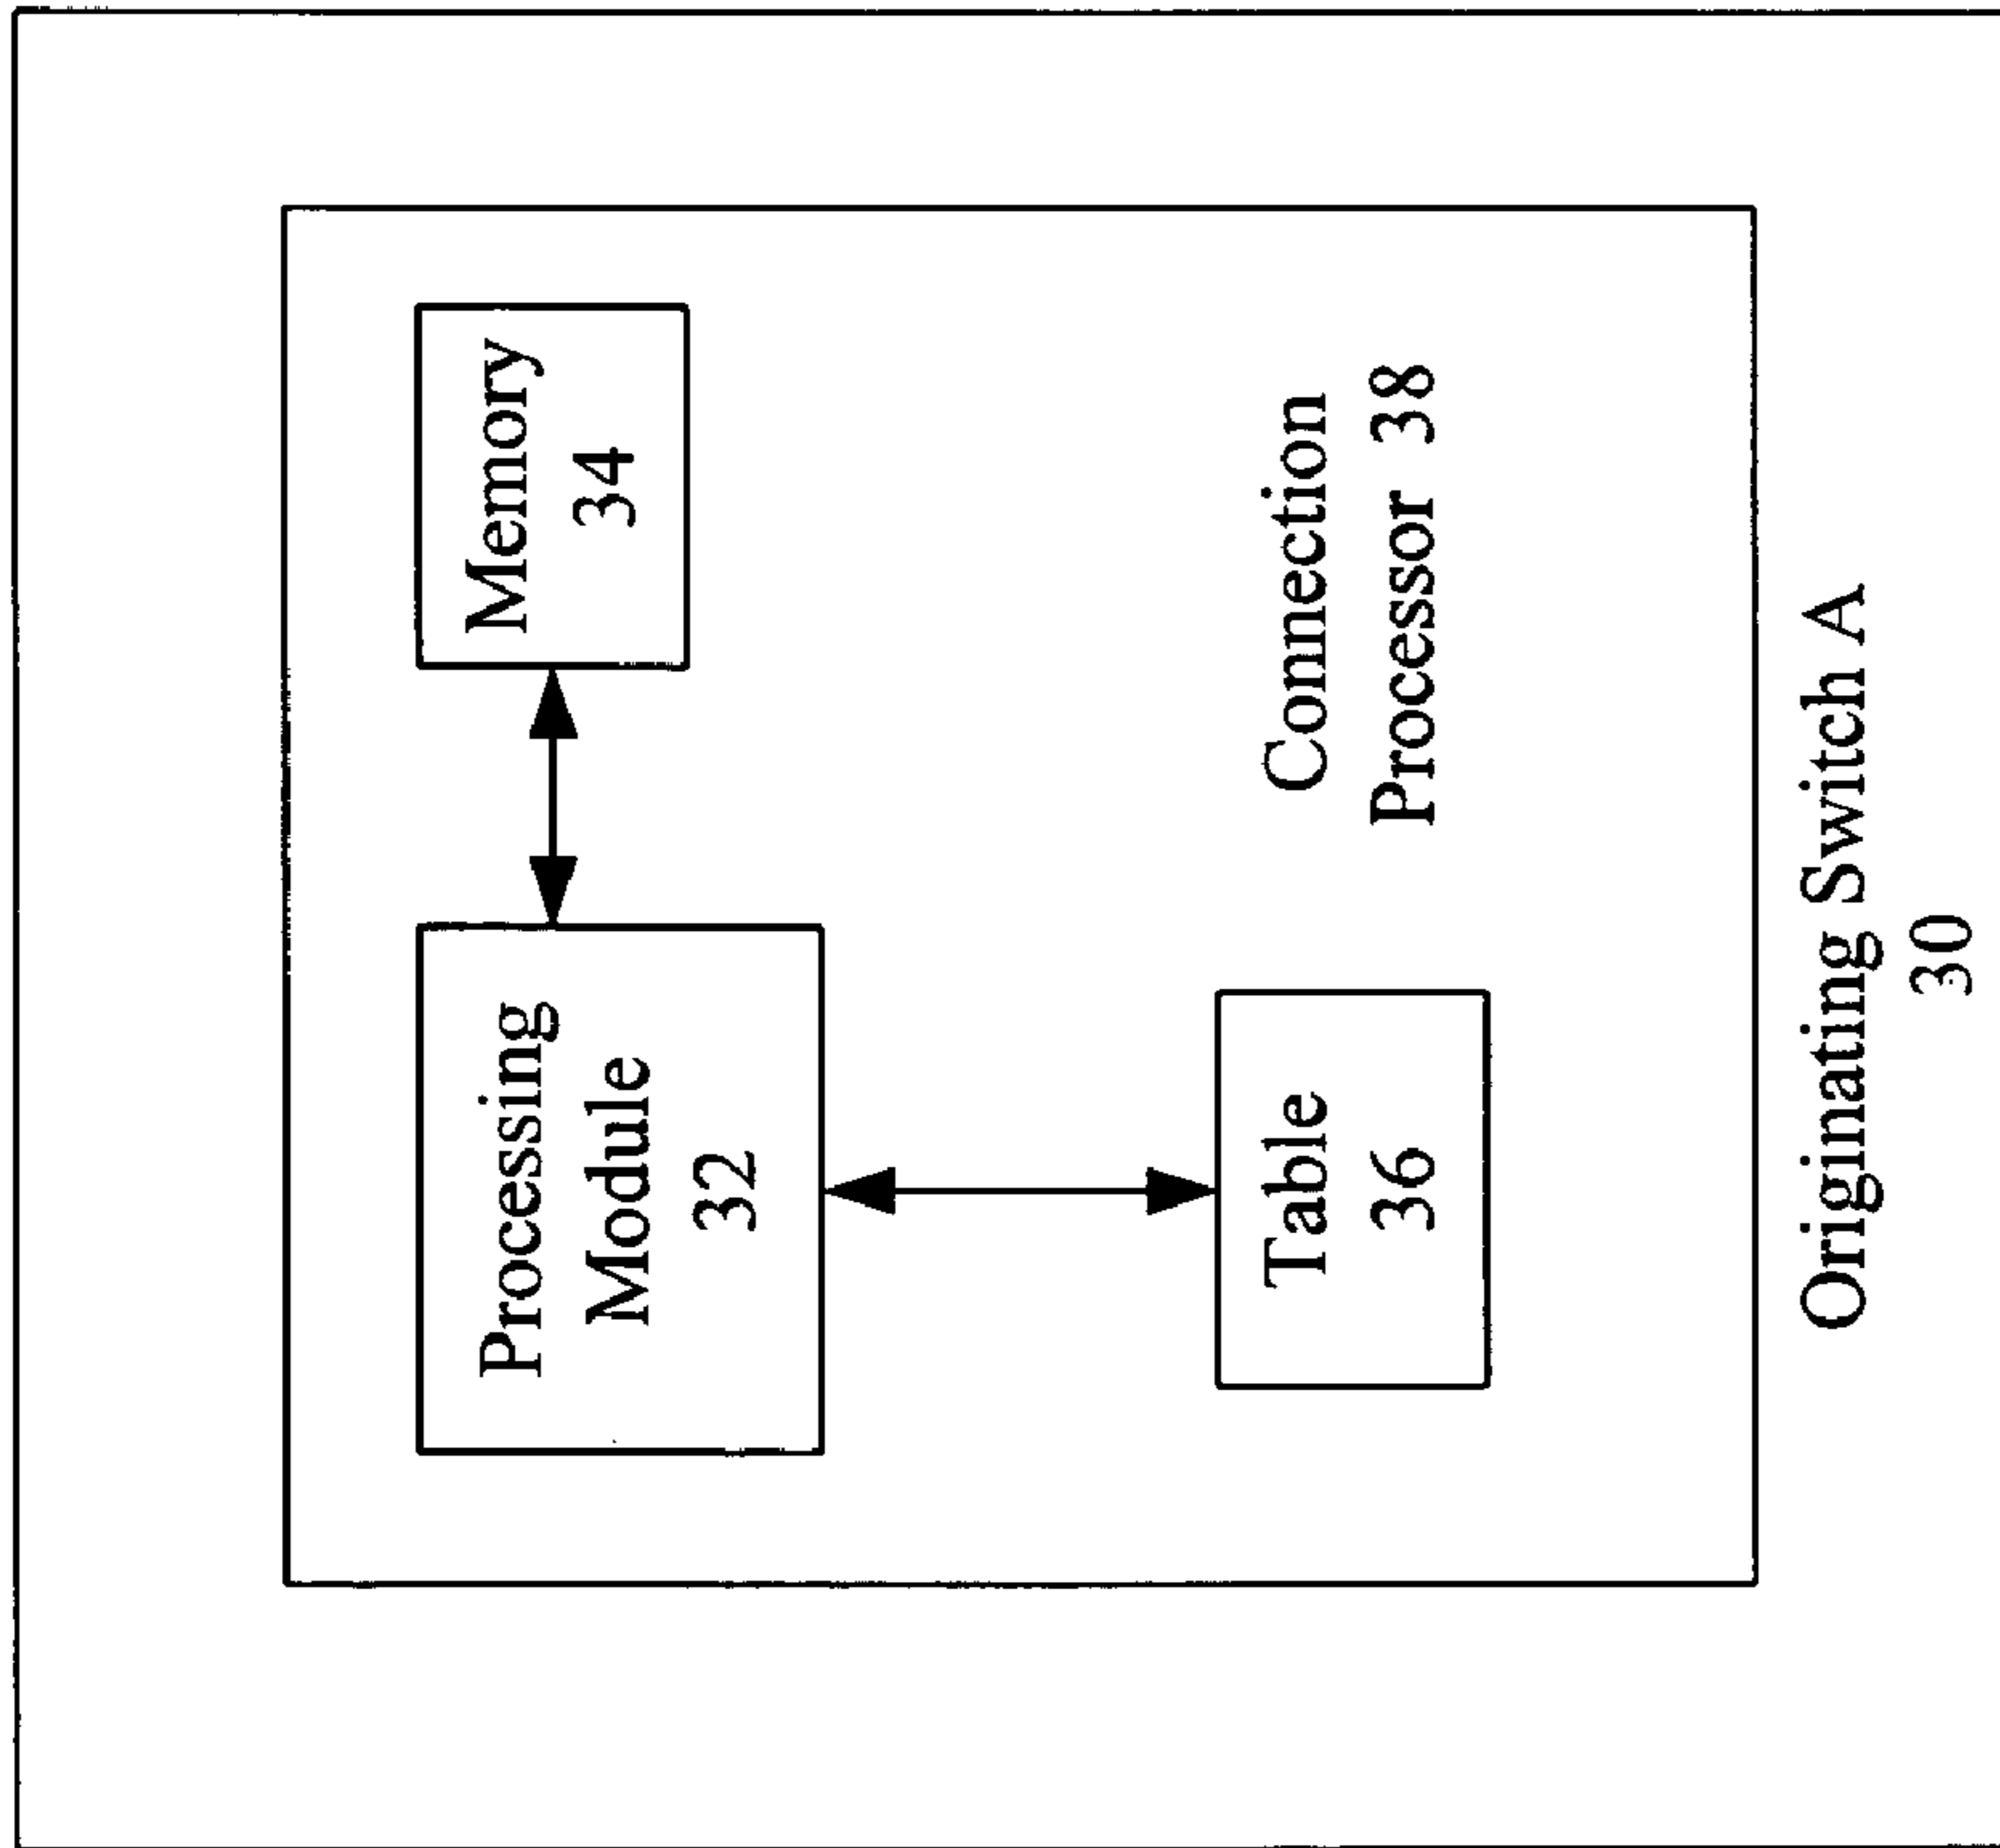 Processing
Module
32
Memory
34
Table
36
Connection
Processor 38
Originating Switch A
30